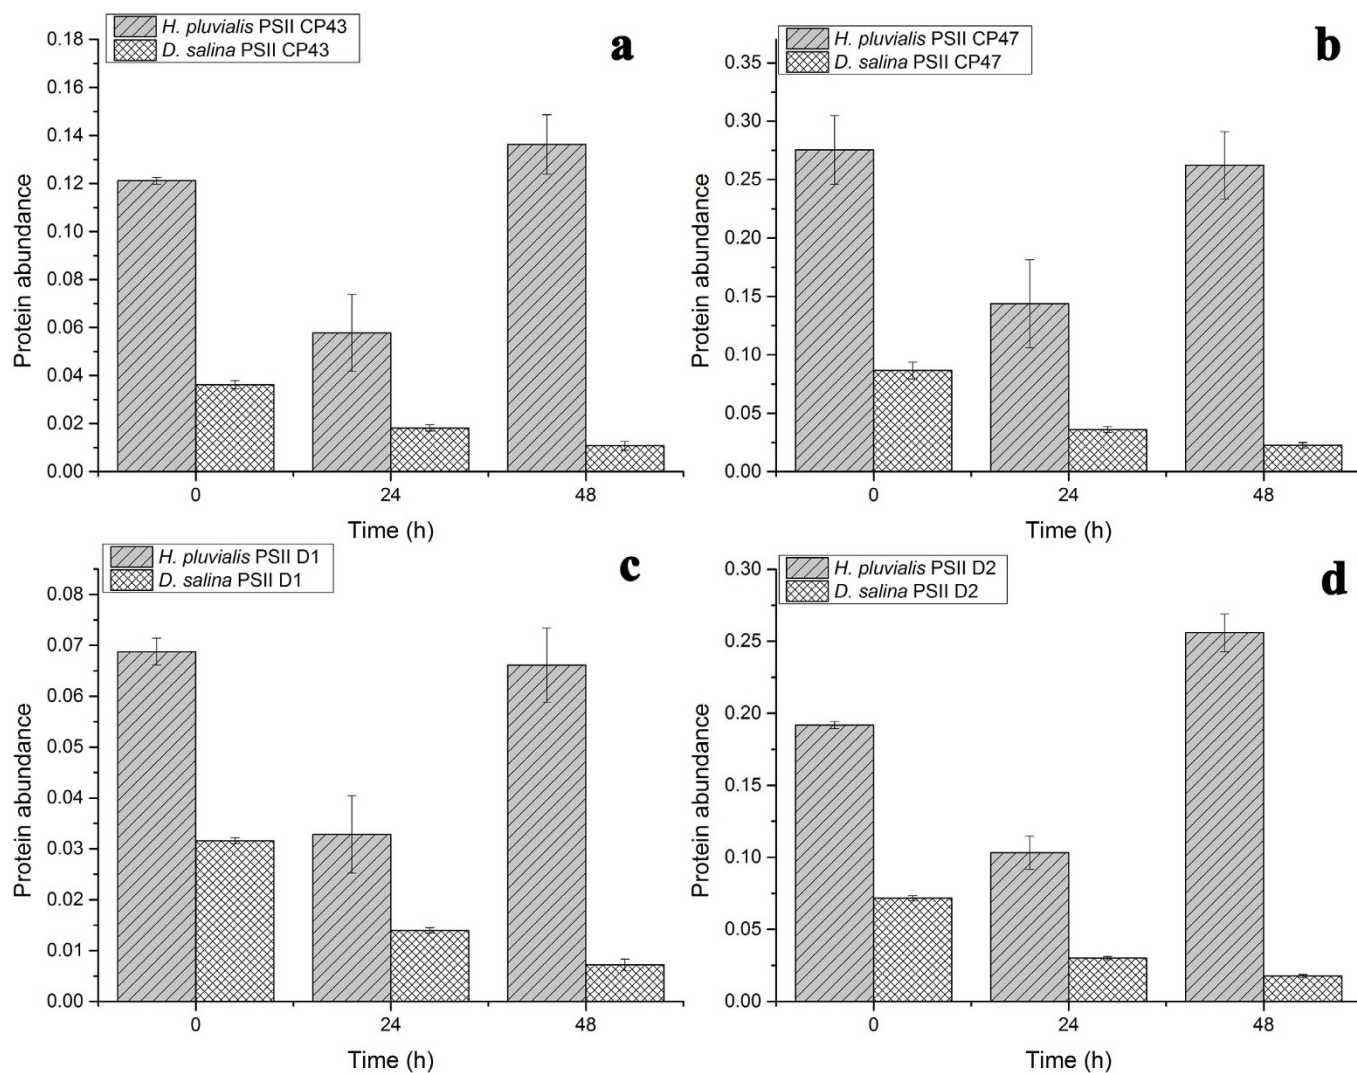 H. pluvialis PSII CP43
D. salina PSII CP43
a
0.18
0.16
0.14
0.12
0.10
0.08
0.06
0.04
0.02
0.00
Protein abundance
0 24 48
Time (h)
H. pluvialis PSII CP47
D. salina PSII CP47
b
0.35
0.30
0.25
0.20
0.15
0.10
0.05
0.00
Protein abundance
0 24 48
Time (h)
H. pluvialis PSII D1
D. salina PSII D1
c
0.08
0.07
0.06
0.05
0.04
0.03
0.02
0.01
0.00
Protein abundance
0 24 48
Time (h)
H. pluvialis PSII D2
D. salina PSII D2
d
0.30
0.25
0.20
0.15
0.10
0.05
0.00
Protein abundance
0 24 48
Time (h)